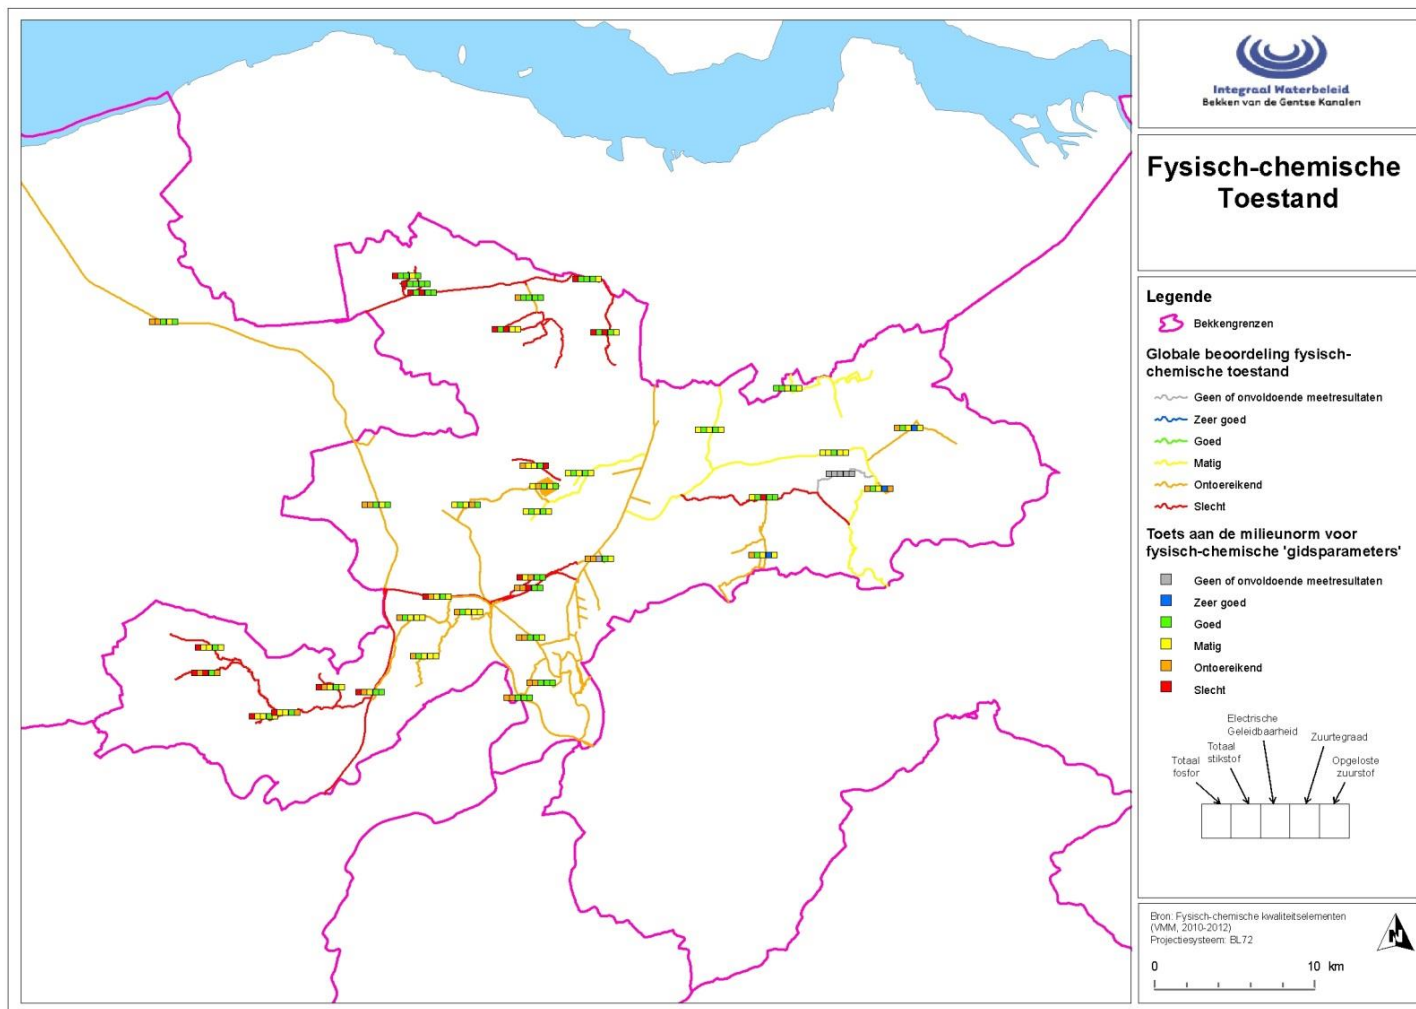 Integraal Waterbeleid
Bekken van de Gentse Kanalen
Fysisch-chemische
Toestand
Legende
Bekkengrenzen
Globale beoordeling fysisch-
chemische toestand
Geen of onvoldoende meetresultaten
Zeer goed
Goed
Matig
Ontoereikend
Slecht
Toets aan de milieunorm voor
fysisch-chemische 'gidsparameters'
Geen of onvoldoende meetresultaten
Zeer goed
Goed
Matig
Ontoereikend
Slecht
Electrische
Geleidbaarheid
Totaal
stikstof
Zuurtegraad
Totaal
fosfor
Opgeloste
zuurstof
Bron: Fysisch-chemische kwaliteitselementen
(VMM, 2010-2012)
Projectiesysteem: BL72
N
0 10 km